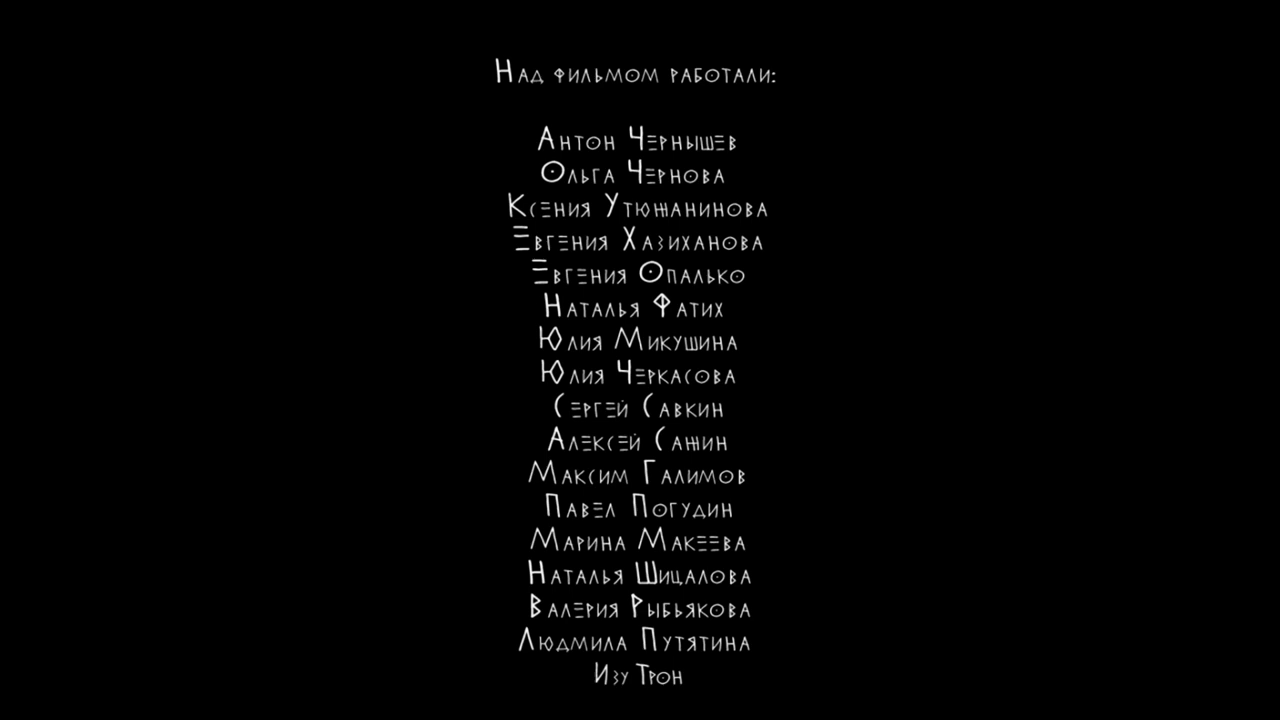 Над фильмом работали:
Антон Чернышев
Ольга Чернова
Ксения Утюжанинова
Евгения Хазиханова
Евгения Опалько
Наталья Фатих
Юлия Микушина
Юлия Черкасова
Сергей Савкин
Алексей Сажин
Максим Галимов
Павел Погудин
Марина Макеева
Наталья Шицалова
Валерия Рыбьякова
Людмила Путятина
Изу Трон